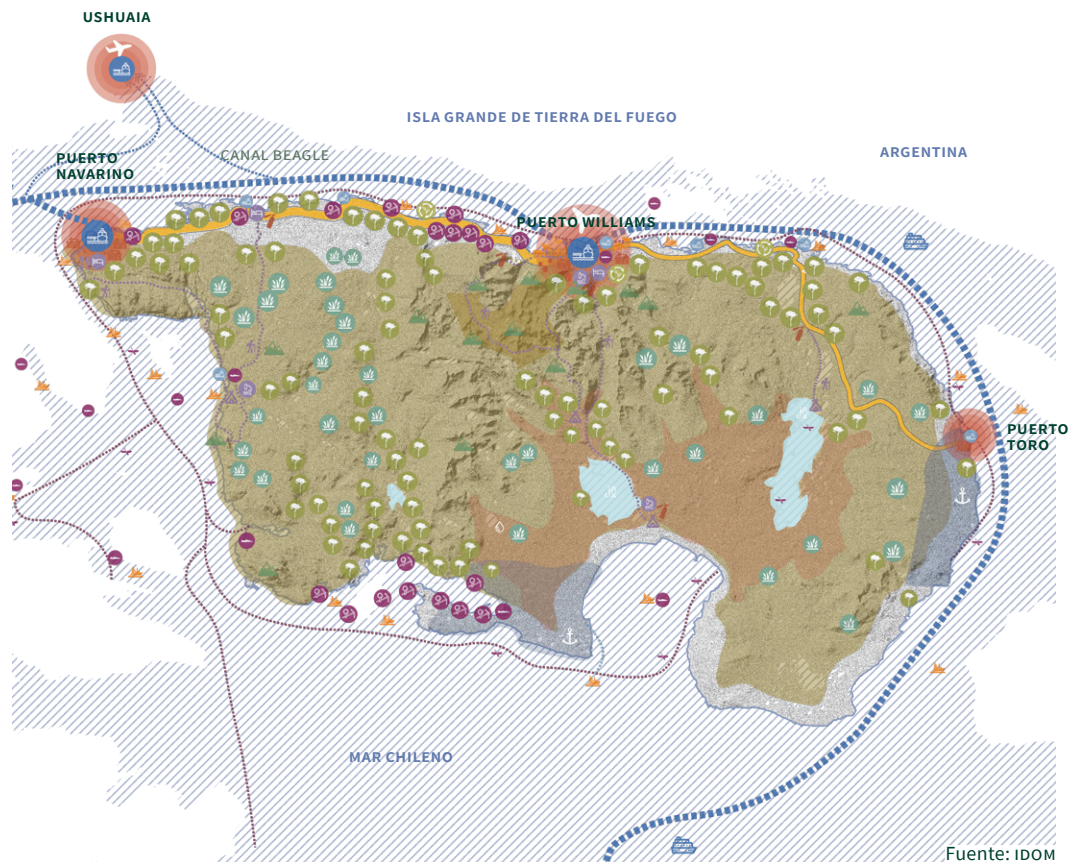 USHUAIA
ISLA GRANDE DE TIERRA DEL FUEGO
ARGENTINA
PUERTO
NAVARINO
CANAL BEAGLE
PUERTO WILLIAMS
PUERTO
TORO
MAR CHILENO
Fuente: IDOM